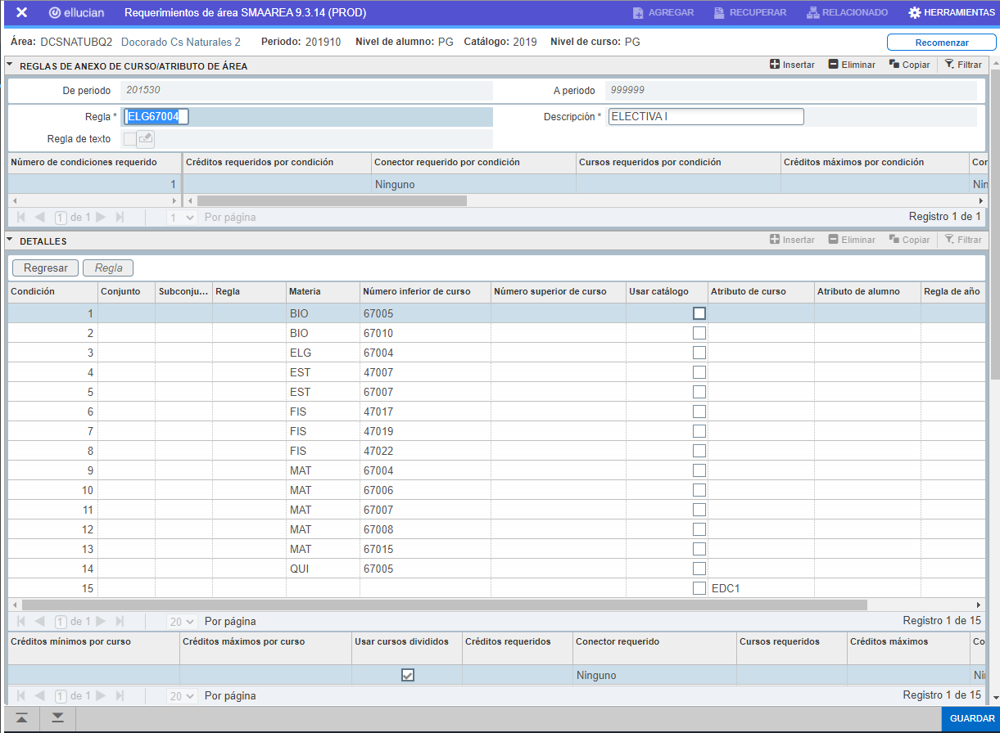 ellucian Requerimientos de área SMAAREA 9.3.14 (PROD) AGREGAR RECUPERAR RELACIONADO HERRAMIENTAS
Área: DCSNATUBQ2 Docorado Cs Naturales 2 Periodo: 201910 Nivel de alumno: PG Catálogo: 2019 Nivel de curso: PG Recomenzar
REGLAS DE ANEXO DE CURSO/ATRIBUTO DE ÁREA Insertar Eliminar Copiar Filtrar
De periodo 201530 A periodo 999999
Regla * ELG67004 Descripción * ELECTIVA I
Regla de texto
Número de condiciones requerido Créditos requeridos por condición Conector requerido por condición Cursos requeridos por condición Créditos máximos por condición Cor
1 Ninguno Nin
1 de 1 1 Por página Registro 1 de 1
DETALLES Insertar Eliminar Copiar Filtrar
Regresar Regla
Condición Conjunto Subconju... Regla Materia Número inferior de curso Número superior de curso Usar catálogo Atributo de curso Atributo de alumno Regla de año
1 BIO 67005
2 BIO 67010
3 ELG 67004
4 EST 47007
5 EST 67007
6 FIS 47017
7 FIS 47019
8 FIS 47022
9 MAT 67004
10 MAT 67006
11 MAT 67007
12 MAT 67008
13 MAT 67015
14 QUI 67005
15 EDC1
1 de 1 20 Por página Registro 1 de 15
Créditos mínimos por curso Créditos máximos por curso Usar cursos divididos Créditos requeridos Conector requerido Cursos requeridos Créditos máximos Co
Ninguno Ni
1 de 1 20 Por página Registro 1 de 15
GUARDAR